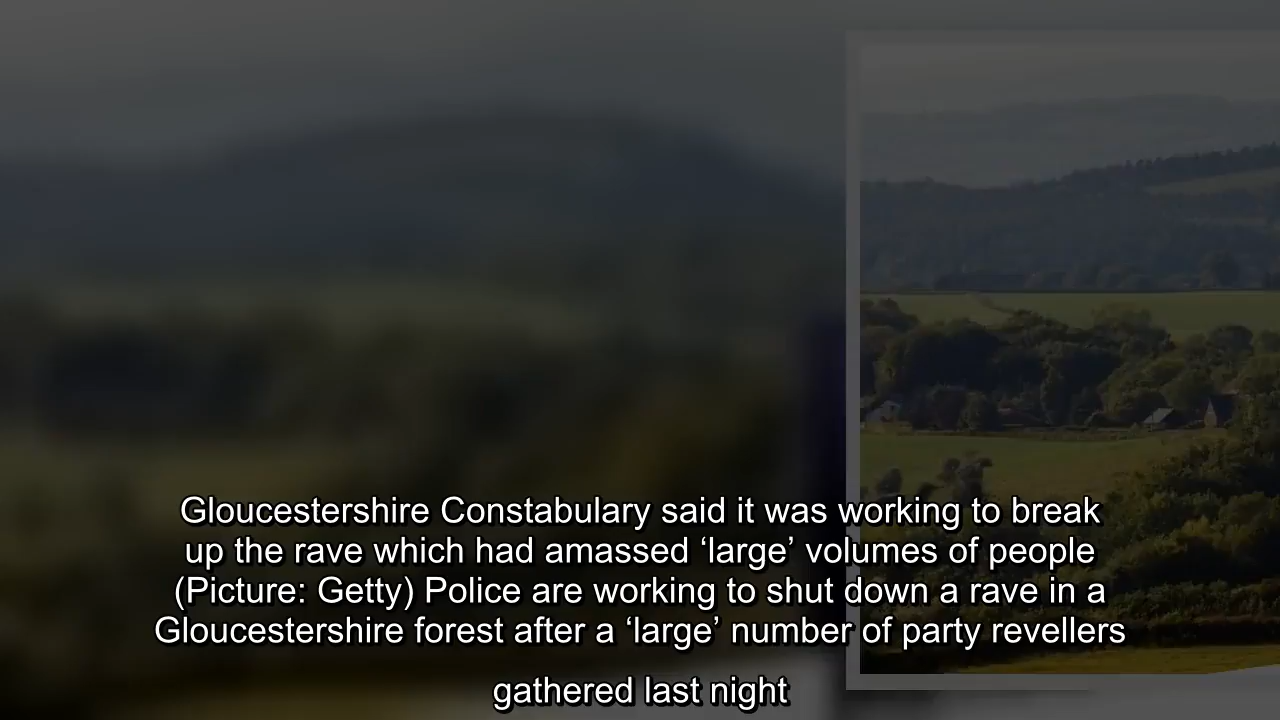 Gloucestershire Constabulary said it was working to break
up the rave which had amassed ‘large’ volumes of people
(Picture: Getty) Police are working to shut down a rave in a
Gloucestershire forest after a ‘large’ number of party revellers
gathered last night